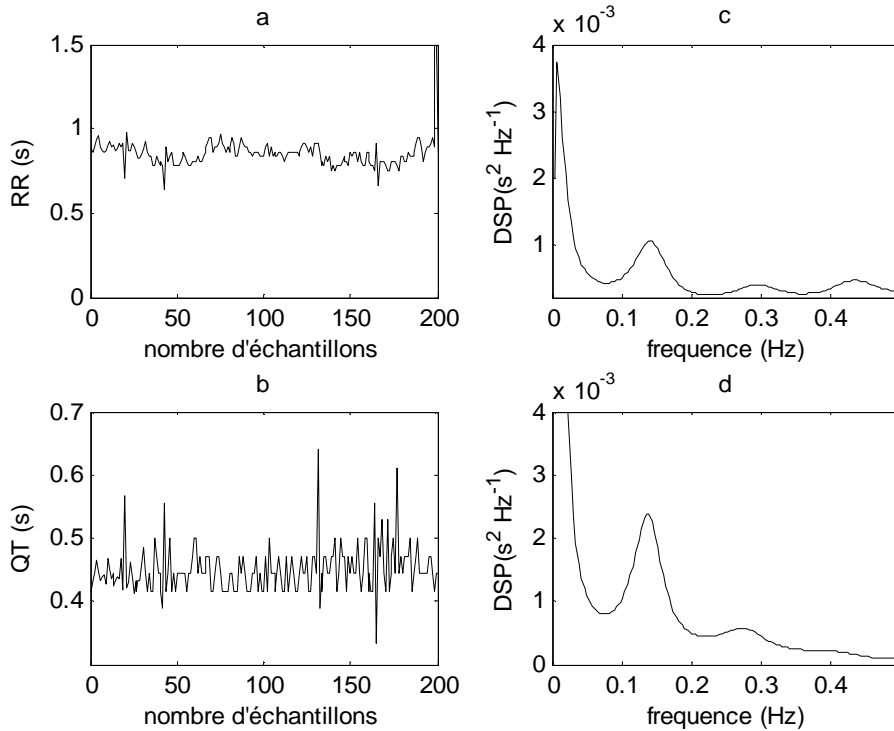 a
1.5
1
0.5
0
RR (s)
0 50 100 150 200
nombre d'échantillons
c
x 10-3
4
3
2
1
DSP(s2 Hz-1)
0 0.1 0.2 0.3 0.4
frequence (Hz)
b
0.7
0.6
0.5
0.4
QT (s)
0 50 100 150 200
nombre d'échantillons
d
x 10-3
4
3
2
1
0
DSP(s2 Hz-1)
0 0.1 0.2 0.3 0.4
frequence (Hz)